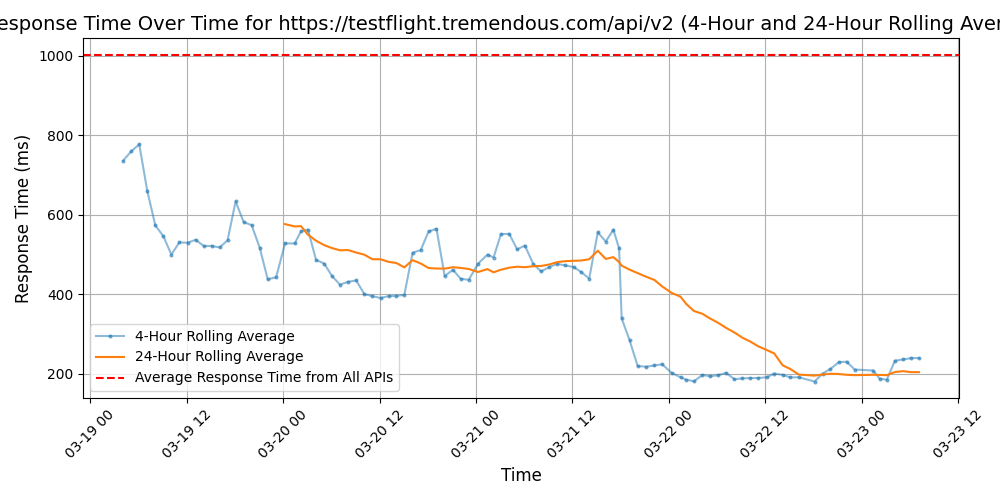 esponse Time Over Time for https://testflight.tremendous.com/api/v2 (4-Hour and 24-Hour Rolling Aver
Response Time (ms)
1000
800
600
400
200
4-Hour Rolling Average
24-Hour Rolling Average
Average Response Time from All APIs
03-19 00
03-19 12
03-20 00
03-20 12
03-21 00
03-21 12
03-22 00
03-22 12
03-23 00
03-23 12
Time